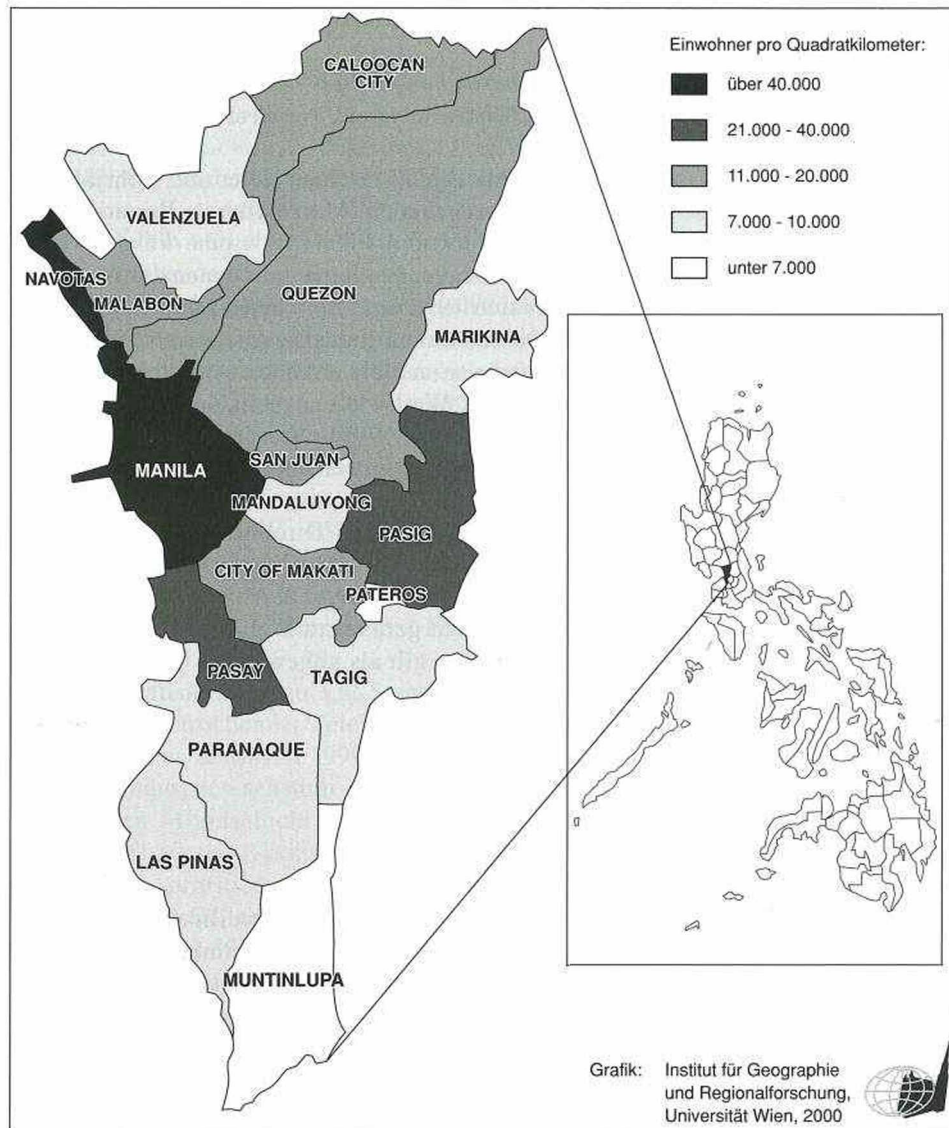 CALOOCAN
CITY
VALENZUELA
NAVOTAS
MALABON
QUEZON
MARIKINA
SAN JUAN
MANILA
MANDALUYONG
PASIG
CITY OF MAKATI
PATEROS
PASAY
TAGIG
PARANAQUE
LAS PINAS
MUNTINLUPA
Einwohner pro Quadratkilometer:
über 40.000
21.000 - 40.000
11.000 - 20.000
7.000 - 10.000
unter 7.000
Grafik: Institut für Geographie
und Regionalforschung,
Universität Wien, 2000